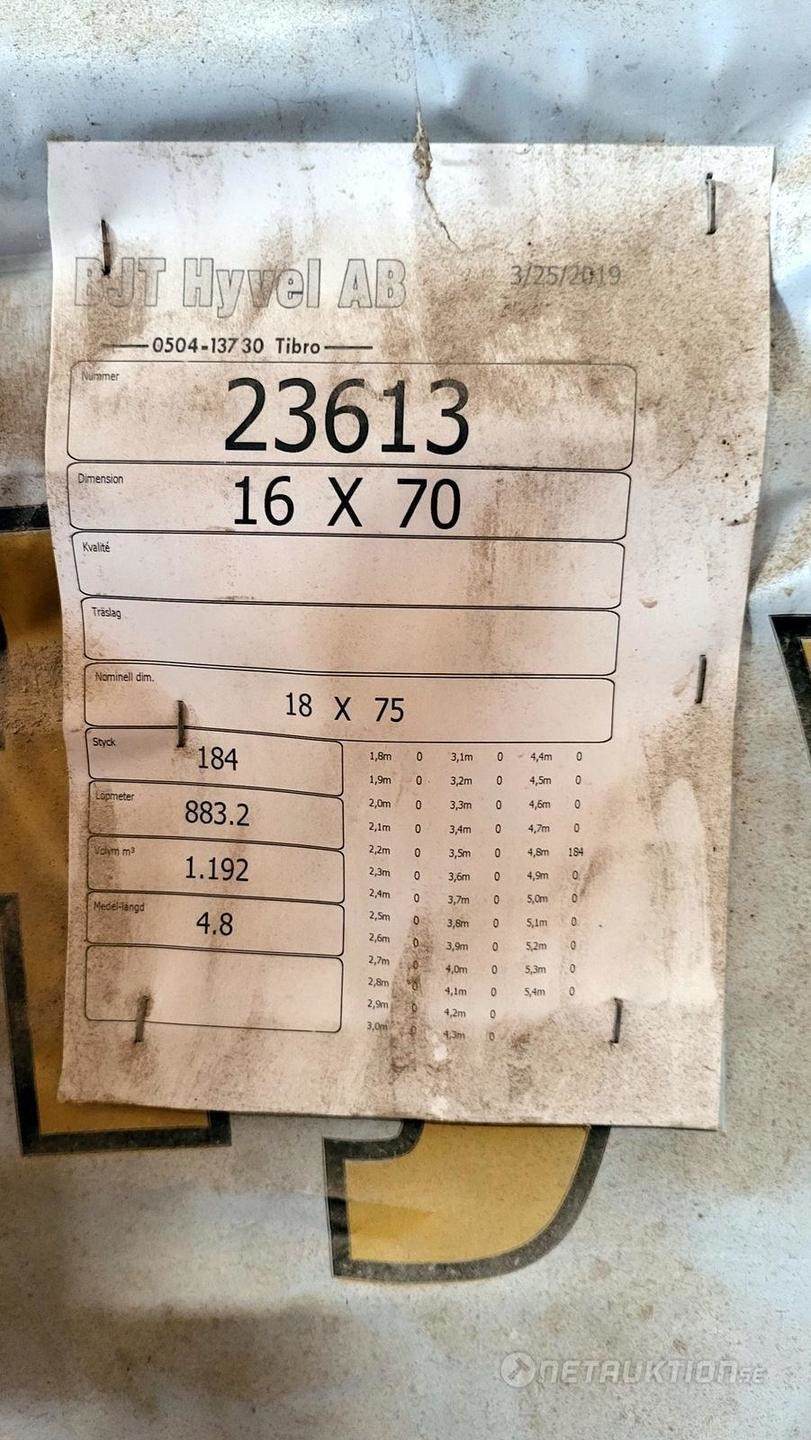 BJT Hyvel AB 3/25/2019
0504-13730 Tibro
Nummer
23613
Dimension
16 X 70
Kvalité
Träslag
Nominell dim.
18 X 75
Styck
184
Löpmeter
883.2
Volym m³
1.192
Medel-längd
4.8
1,8m 0 3,1m 0 4,4m 0
1,9m 0 3,2m 0 4,5m 0
2,0m 0 3,3m 0 4,6m 0
2,1m 0 3,4m 0 4,7m 0
2,2m 0 3,5m 0 4,8m 184
2,3m 0 3,6m 0 4,9m 0
2,4m 0 3,7m 0 5,0m 0
2,5m 0 3,8m 0 5,1m 0
2,6m 0 3,9m 0 5,2m 0
2,7m 0 4,0m 0 5,3m 0
2,8m 0 4,1m 0 5,4m 0
2,9m 0 4,2m 0
3,0m 0 4,3m 0
NETAUKTION.SE